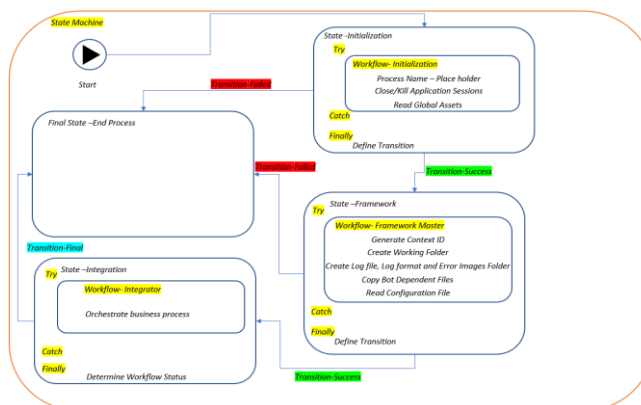 State Machine
Start
State -Initialization
Try
Workflow- Initialization
Process Name – Place holder
Close/Kill Application Sessions
Read Global Assets
Catch
Finally
Define Transition
Transition-Failed
Final State –End Process
Transition-Failed
Transition-Success
State –Framework
Try
Workflow- Framework Master
Generate Context ID
Create Working Folder
Create Log file, Log format and Error Images Folder
Copy Bot Dependent Files
Read Configuration File
Catch
Finally
Define Transition
Transition-Final
State –Integration
Try
Workflow- Integrator
Orchestrate business process
Catch
Finally
Determine Workflow Status
Transition-Success